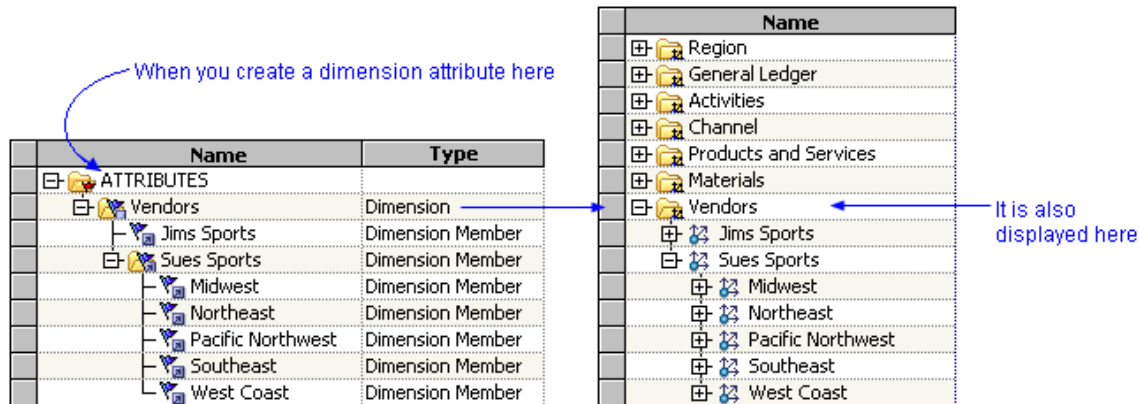 When you create a dimension attribute here
Name Type
ATTRIBUTES
Vendors Dimension
Jims Sports Dimension Member
Sues Sports Dimension Member
Midwest Dimension Member
Northeast Dimension Member
Pacific Northwest Dimension Member
Southeast Dimension Member
West Coast Dimension Member
Name
Region
General Ledger
Activities
Channel
Products and Services
Materials
Vendors
Jims Sports
Sues Sports
Midwest
Northeast
Pacific Northwest
Southeast
West Coast
It is also
displayed here